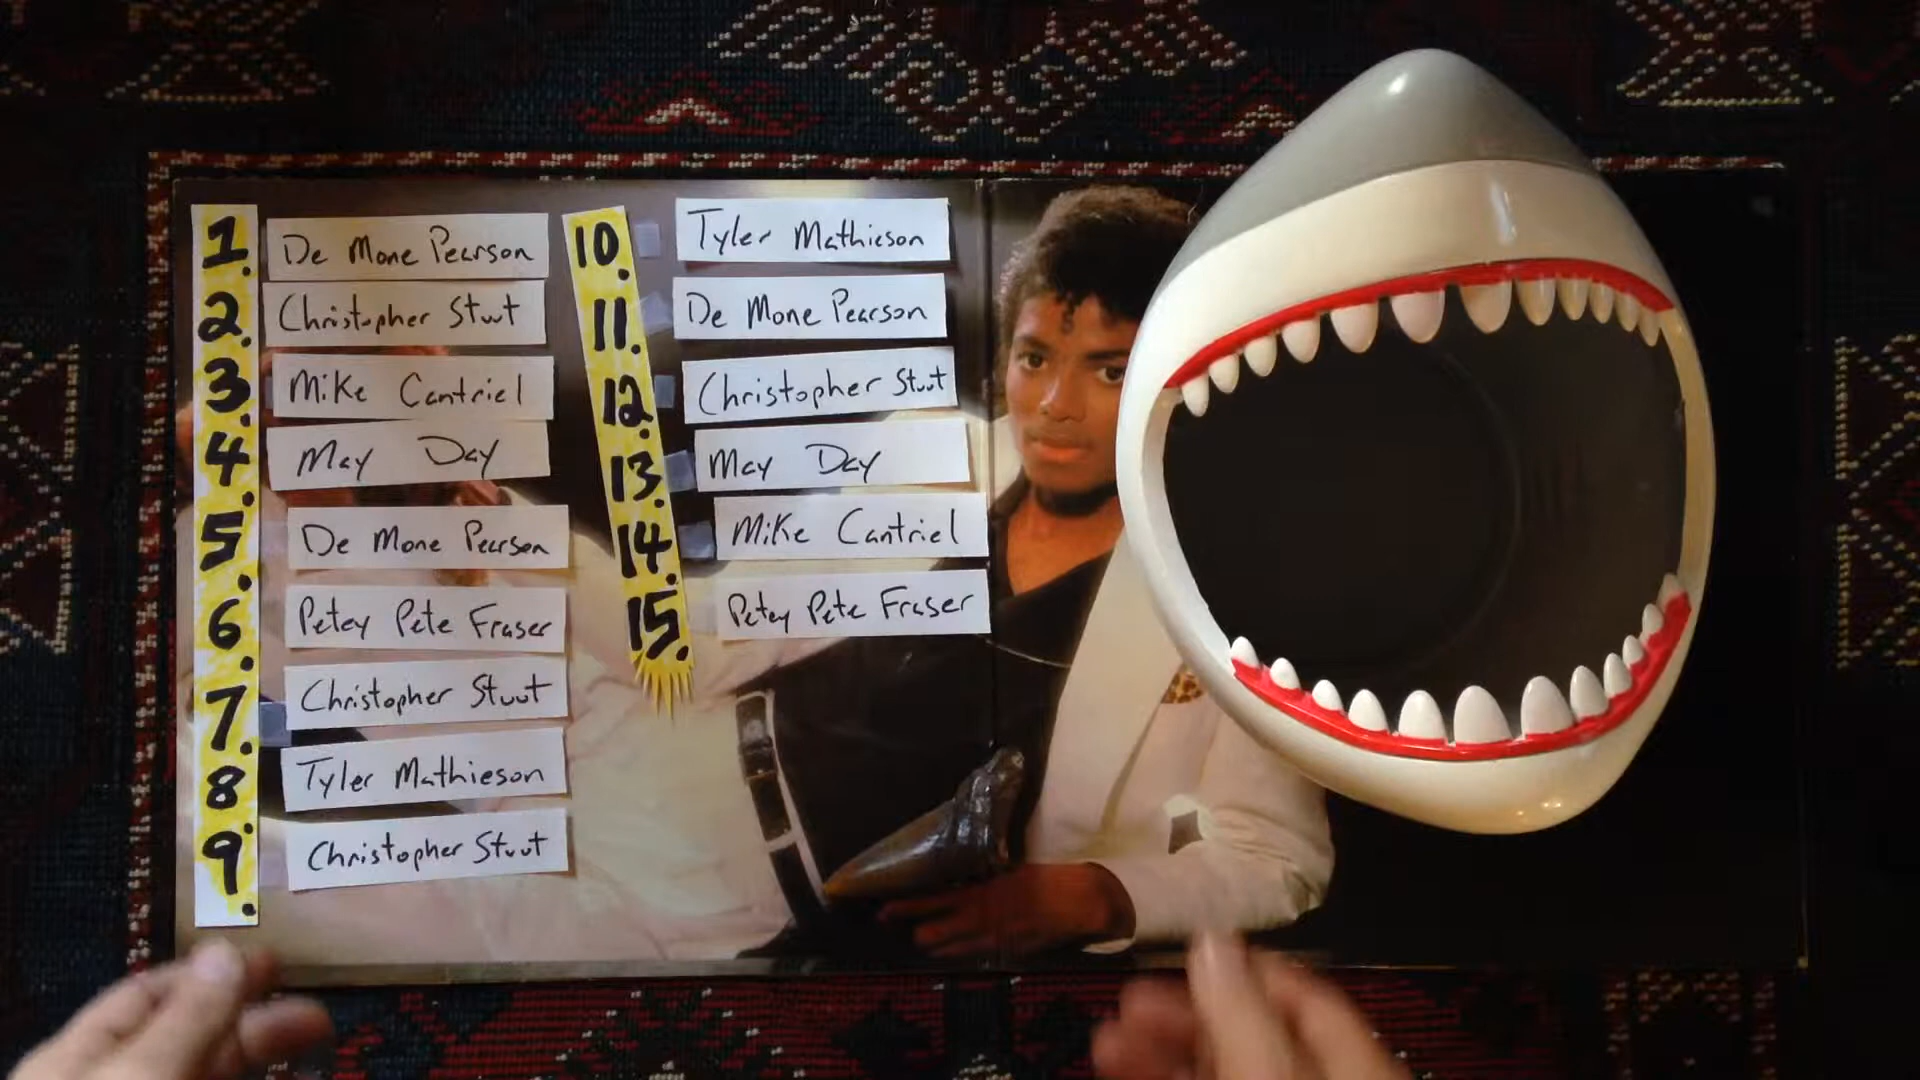 1. De Mone Pearson
2. Christopher Stuut
3. Mike Cantriel
4. May Day
5. De Mone Pearson
6. Petey Pete Fraser
7. Christopher Stuut
8. Tyler Mathieson
9. Christopher Stuut
10. Tyler Mathieson
11. De Mone Pearson
12. Christopher Stuut
13. May Day
14. Mike Cantriel
15. Petey Pete Fraser